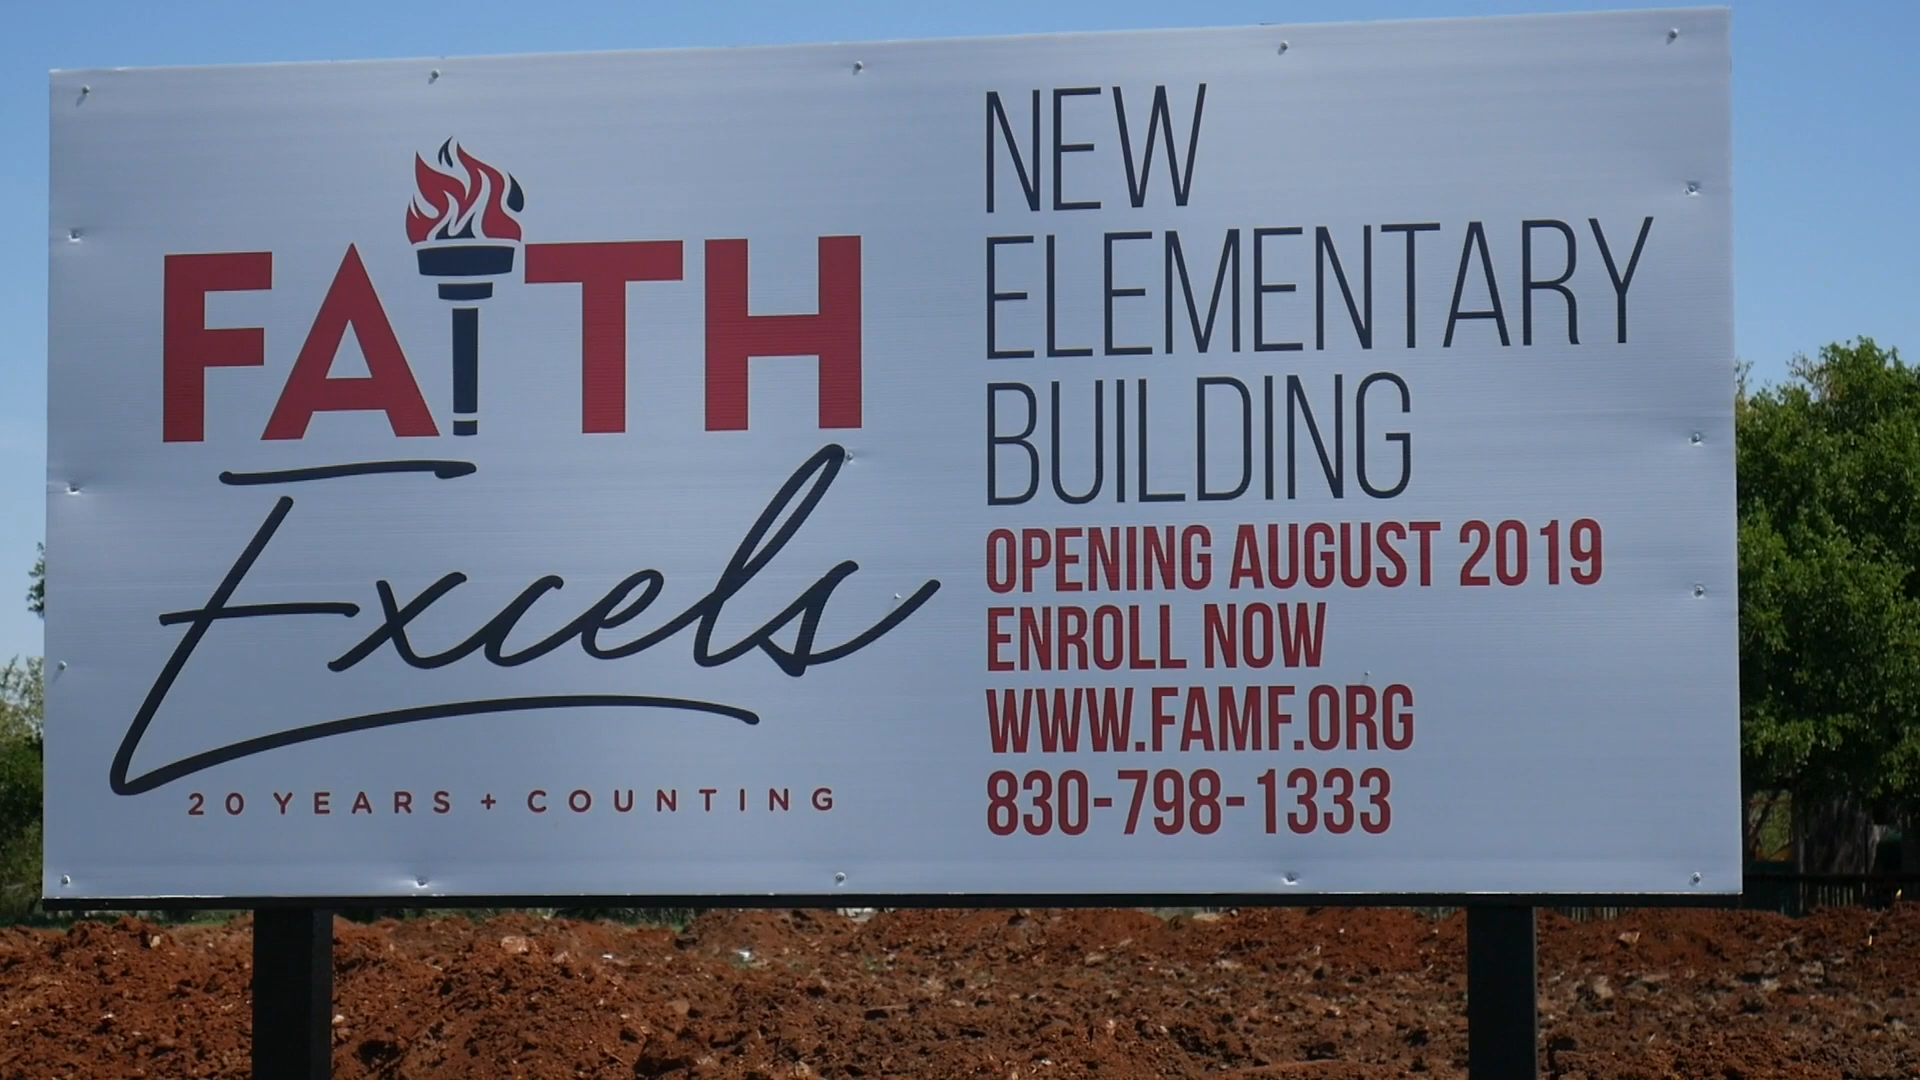 FAITH
Excels
20 YEARS + COUNTING
NEW
ELEMENTARY
BUILDING
OPENING AUGUST 2019
ENROLL NOW
WWW.FAMF.ORG
830-798-1333